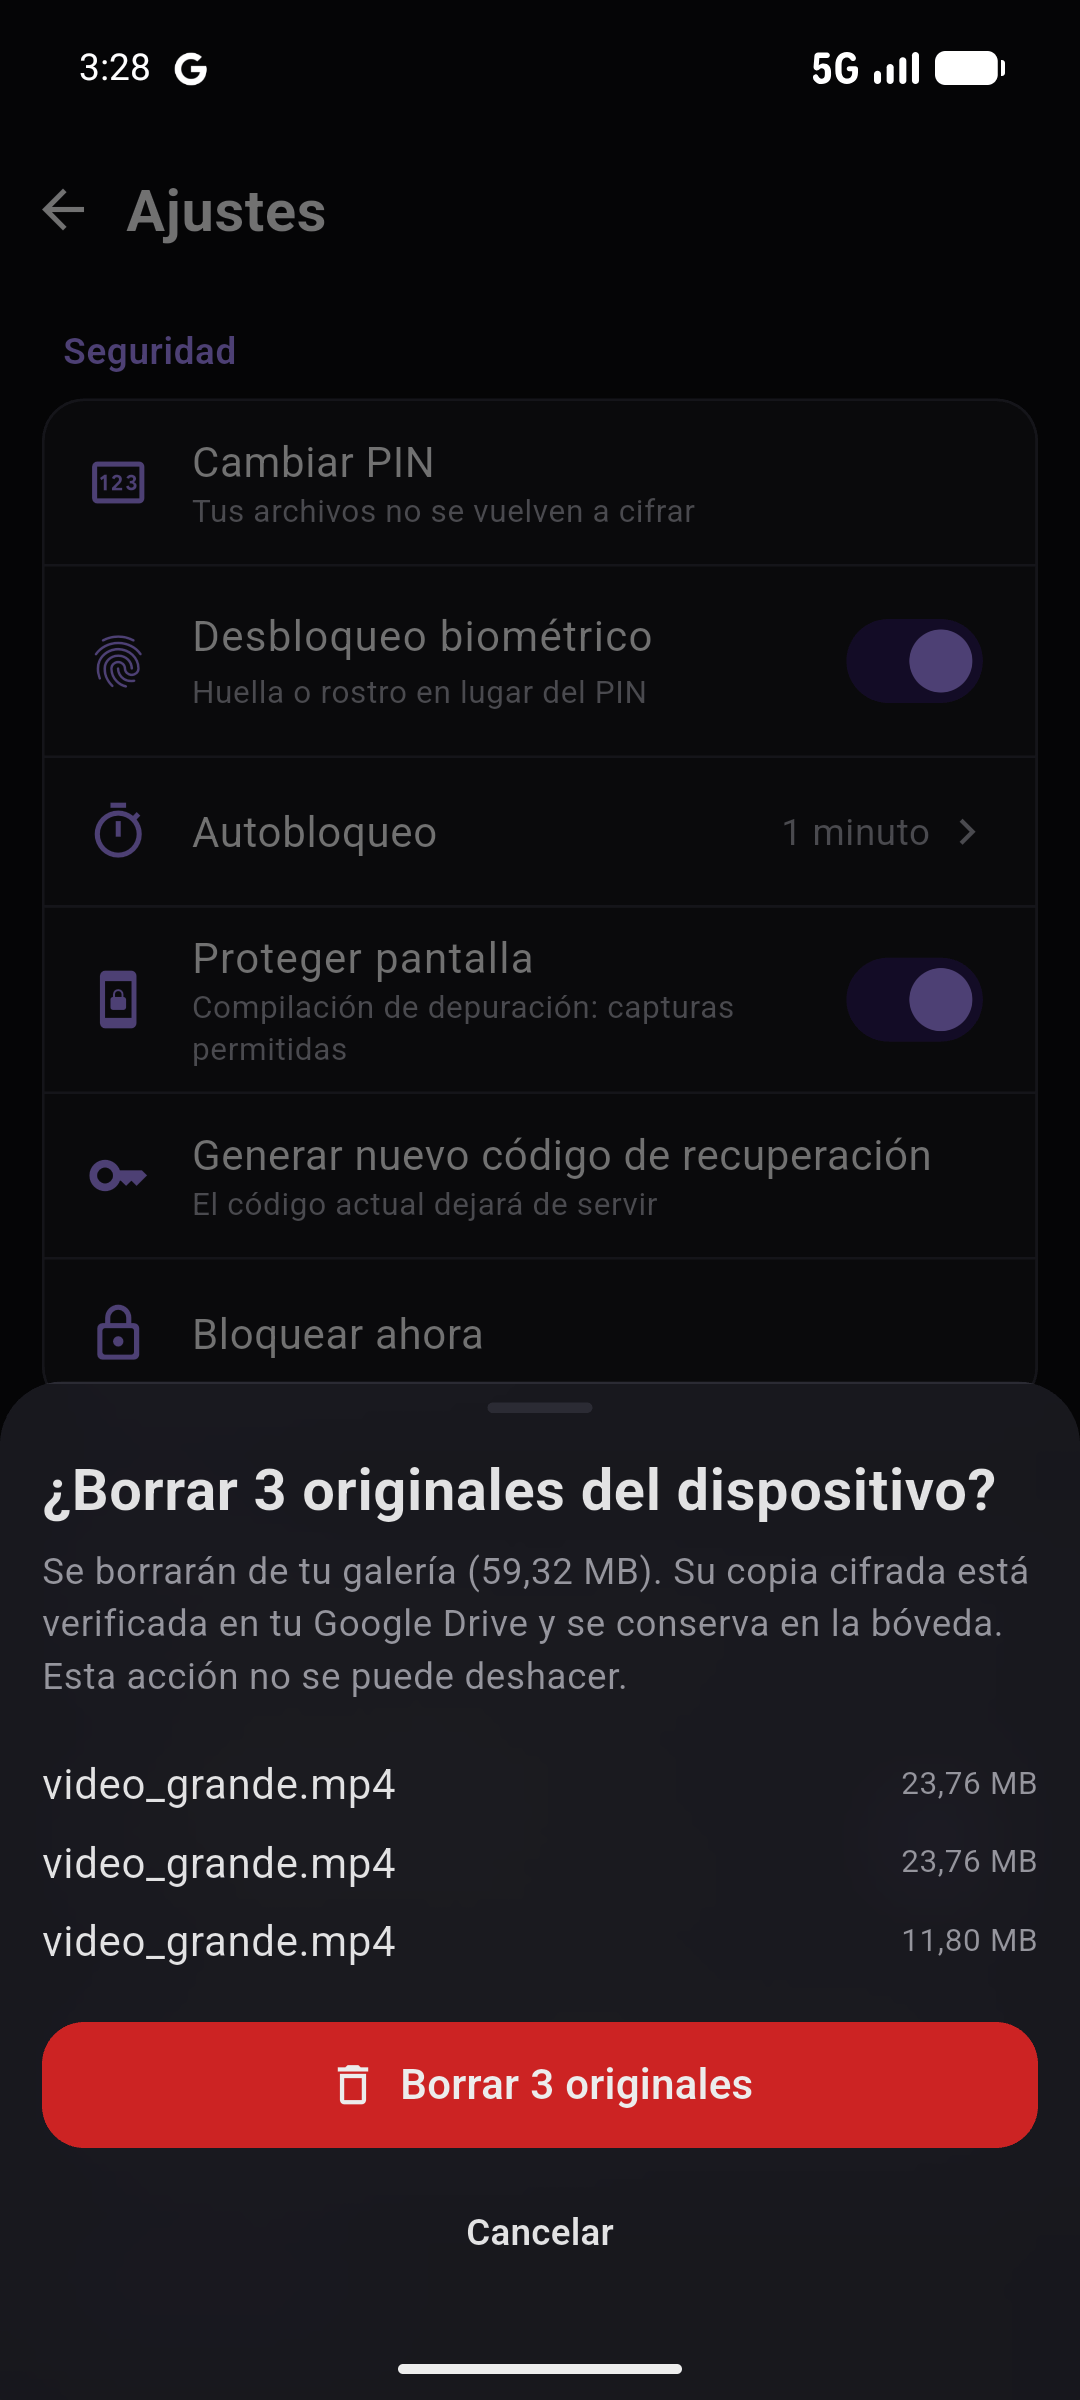 3:28
5G
Ajustes
Seguridad
123
Cambiar PIN
Tus archivos no se vuelven a cifrar
Desbloqueo biométrico
Huella o rostro en lugar del PIN
Autobloqueo
1 minuto
Proteger pantalla
Compilación de depuración: capturas
permitidas
Generar nuevo código de recuperación
El código actual dejará de servir
Bloquear ahora
¿Borrar 3 originales del dispositivo?
Se borrarán de tu galería (59,32 MB). Su copia cifrada está
verificada en tu Google Drive y se conserva en la bóveda.
Esta acción no se puede deshacer.
video_grande.mp4
23,76 MB
video_grande.mp4
23,76 MB
video_grande.mp4
11,80 MB
Borrar 3 originales
Cancelar